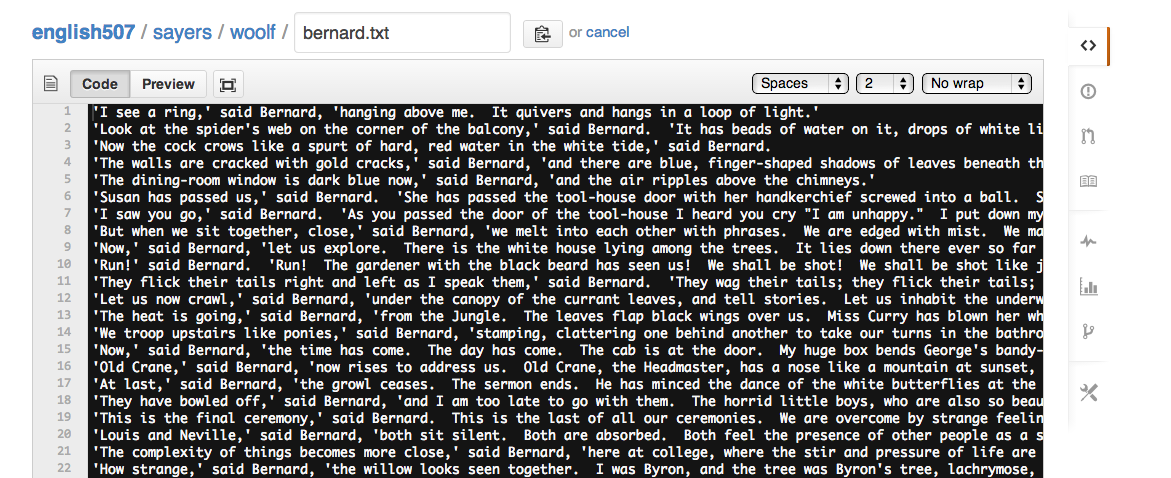 english507 / sayers / woolf / bernard.txt or cancel
Code Preview Spaces 2 No wrap
1 'I see a ring,' said Bernard, 'hanging above me.  It quivers and hangs in a loop of light.'
2 'Look at the spider's web on the corner of the balcony,' said Bernard.  'It has beads of water on it, drops of white li
3 'Now the cock crows like a spurt of hard, red water in the white tide,' said Bernard.
4 'The walls are cracked with gold cracks,' said Bernard, 'and there are blue, finger-shaped shadows of leaves beneath th
5 'The dining-room window is dark blue now,' said Bernard, 'and the air ripples above the chimneys.'
6 'Susan has passed us,' said Bernard.  'She has passed the tool-house door with her handkerchief screwed into a ball.  S
7 'I saw you go,' said Bernard.  'As you passed the door of the tool-house I heard you cry "I am unhappy."  I put down my
8 'But when we sit together, close,' said Bernard, 'we melt into each other with phrases.  We are edged with mist.  We ma
9 'Now,' said Bernard, 'let us explore.  There is the white house lying among the trees.  It lies down there ever so far
10 'Run!' said Bernard.  'Run!  The gardener with the black beard has seen us!  We shall be shot!  We shall be shot like j
11 'They flick their tails right and left as I speak them,' said Bernard.  'They wag their tails; they flick their tails;
12 'Let us now crawl,' said Bernard, 'under the canopy of the currant leaves, and tell stories.  Let us inhabit the underw
13 'The heat is going,' said Bernard, 'from the Jungle.  The leaves flap black wings over us.  Miss Curry has blown her wh
14 'We troop upstairs like ponies,' said Bernard, 'stamping, clattering one behind another to take our turns in the bathro
15 'Now,' said Bernard, 'the time has come.  The day has come.  The cab is at the door.  My huge box bends George's bandy-
16 'Old Crane,' said Bernard, 'now rises to address us.  Old Crane, the Headmaster, has a nose like a mountain at sunset,
17 'At last,' said Bernard, 'the growl ceases.  The sermon ends.  He has minced the dance of the white butterflies at the
18 'They have bowled off,' said Bernard, 'and I am too late to go with them.  The horrid little boys, who are also so beau
19 'This is the final ceremony,' said Bernard.  This is the last of all our ceremonies.  We are overcome by strange feelin
20 'Louis and Neville,' said Bernard, 'both sit silent.  Both are absorbed.  Both feel the presence of other people as a s
21 'The complexity of things becomes more close,' said Bernard, 'here at college, where the stir and pressure of life are
22 'How strange,' said Bernard, 'the willow looks seen together.  I was Byron, and the tree was Byron's tree, lachrymose,